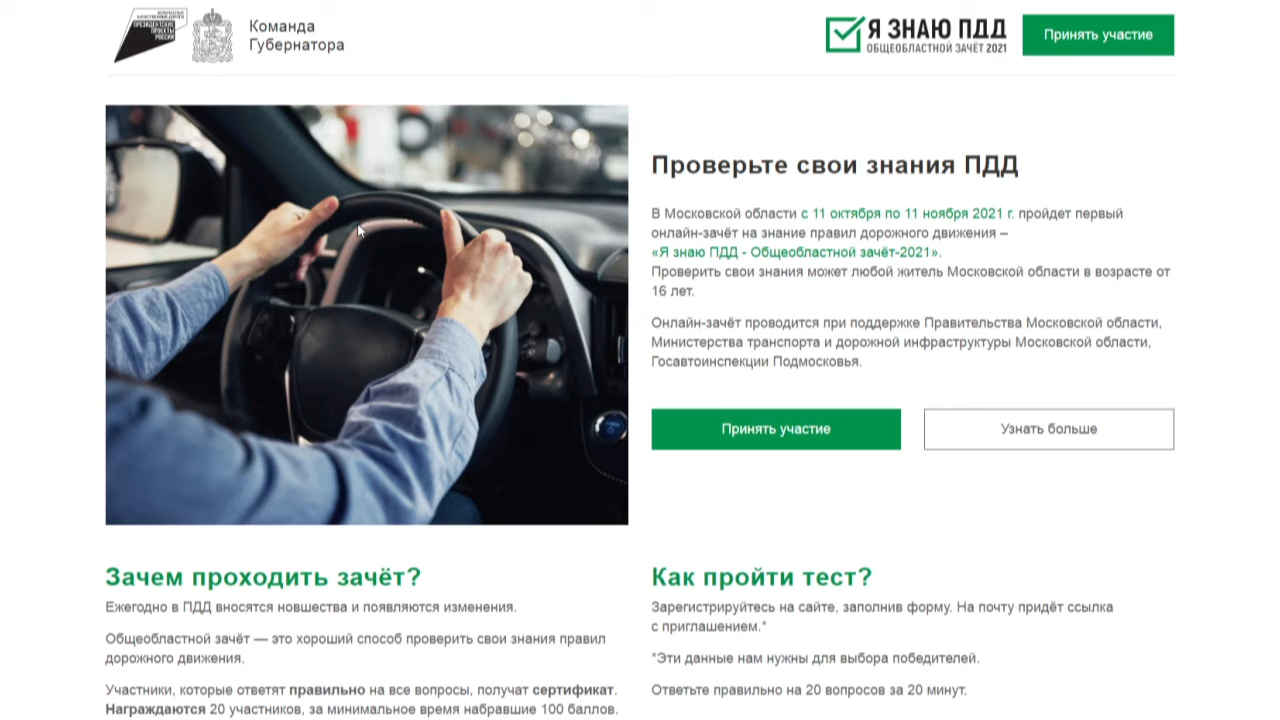 БЕЗОПАСНЫЕ
КАЧЕСТВЕННЫЕ ДОРОГИ
ПРЕЗИДЕНТСКИЕ
ПРОЕКТЫ
РОССИИ
Команда
Губернатора
Я ЗНАЮ ПДД
ОБЩЕОБЛАСТНОЙ ЗАЧЁТ 2021
Принять участие
Проверьте свои знания ПДД
В Московской области с 11 октября по 11 ноября 2021 г. пройдет первый
онлайн-зачёт на знание правил дорожного движения –
«Я знаю ПДД - Общеобластной зачёт-2021».
Проверить свои знания может любой житель Московской области в возрасте от
16 лет.
Онлайн-зачёт проводится при поддержке Правительства Московской области,
Министерства транспорта и дорожной инфраструктуры Московской области,
Госавтоинспекции Подмосковья.
Принять участие
Узнать больше
Зачем проходить зачёт?
Ежегодно в ПДД вносятся новшества и появляются изменения.
Общеобластной зачёт — это хороший способ проверить свои знания правил
дорожного движения.
Участники, которые ответят правильно на все вопросы, получат сертификат.
Награждаются 20 участников, за минимальное время набравшие 100 баллов.
Как пройти тест?
Зарегистрируйтесь на сайте, заполнив форму. На почту придёт ссылка
с приглашением.*
*Эти данные нам нужны для выбора победителей.
Ответьте правильно на 20 вопросов за 20 минут.